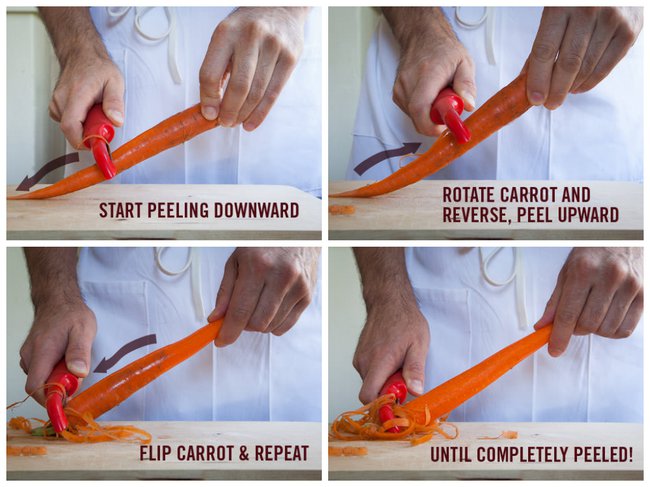 START PEELING DOWNWARD
ROTATE CARROT AND
REVERSE, PEEL UPWARD
FLIP CARROT & REPEAT
UNTIL COMPLETELY PEELED!